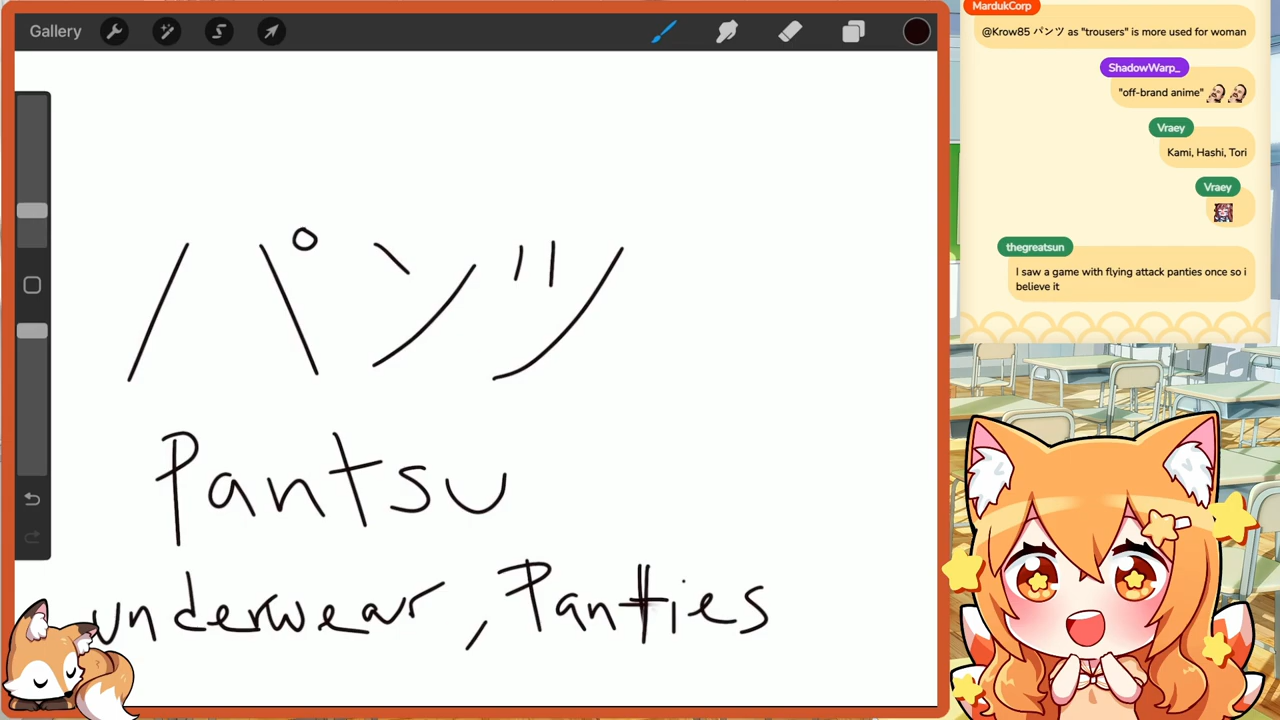 Gallery
パンツ
Pantsu
underwear, Panties
MardukCorp
@Krow85 パンツ as "trousers" is more used for woman
ShadowWarp_
"off-brand anime"
Vraey
Kami, Hashi, Tori
Vraey
thegreatsun
I saw a game with flying attack panties once so i
believe it